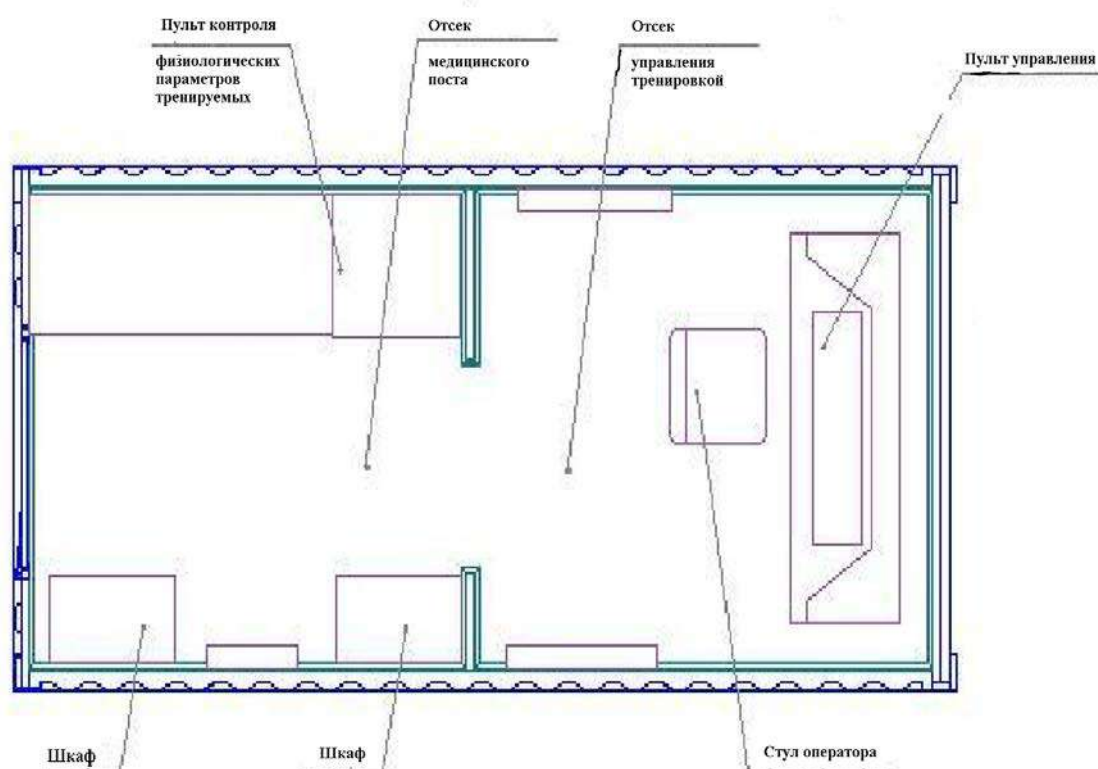 Пульт контроля
физиологических
параметров
тренируемых
Отсек
медицинского
поста
Отсек
управления
тренировкой
Пульт управления
Шкаф
Шкаф
Стул оператора